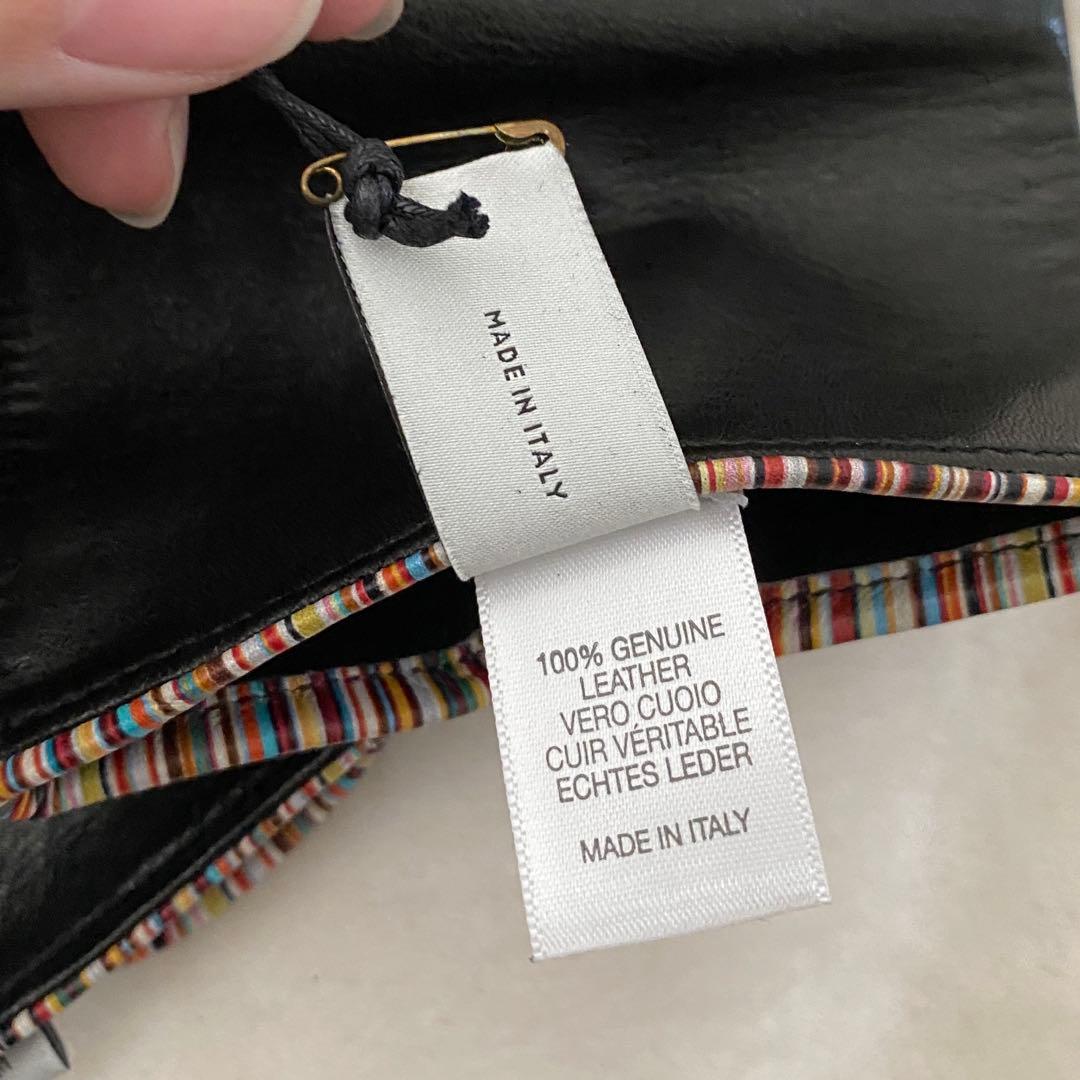 MADE IN ITALY
100% GENUINE
LEATHER
VERO CUOIO
CUIR VÉRITABLE
ECHTES LEDER
MADE IN ITALY